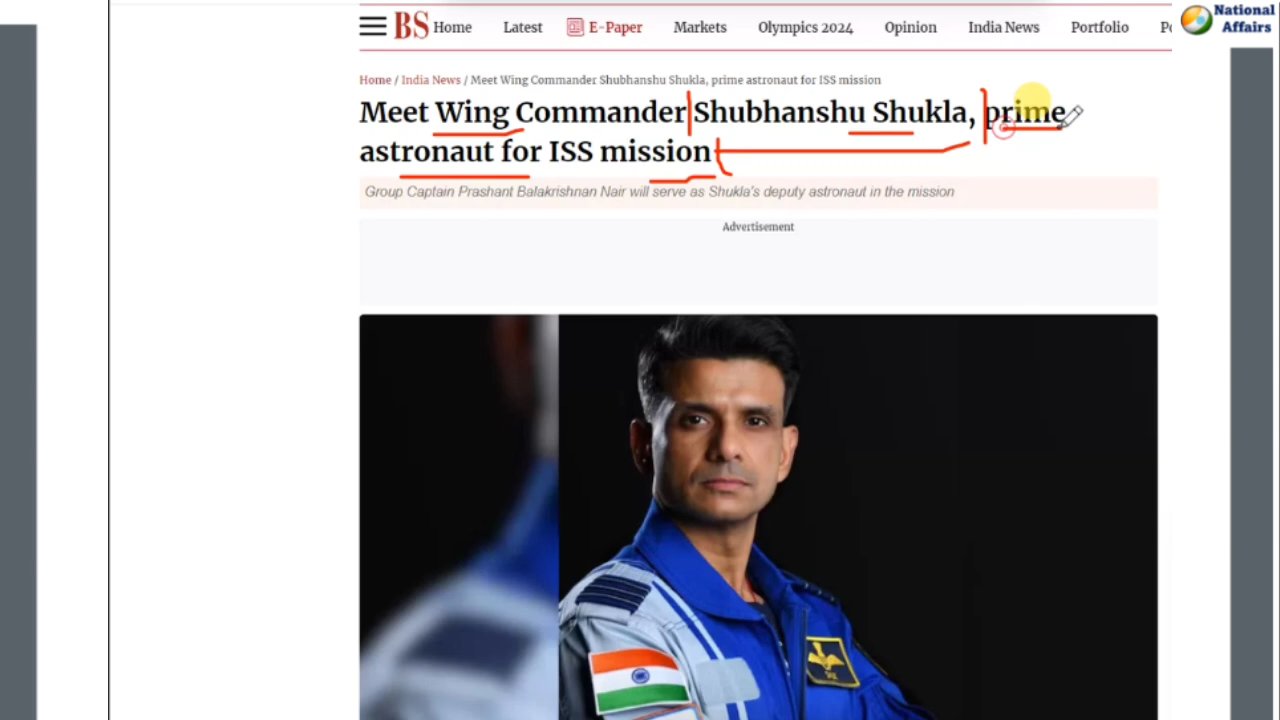 BS Home Latest E-Paper Markets Olympics 2024 Opinion India News Portfolio
National
Affairs
Home / India News / Meet Wing Commander Shubhanshu Shukla, prime astronaut for ISS mission
Meet Wing Commander Shubhanshu Shukla, prime
astronaut for ISS mission
Group Captain Prashant Balakrishnan Nair will serve as Shukla's deputy astronaut in the mission
Advertisement